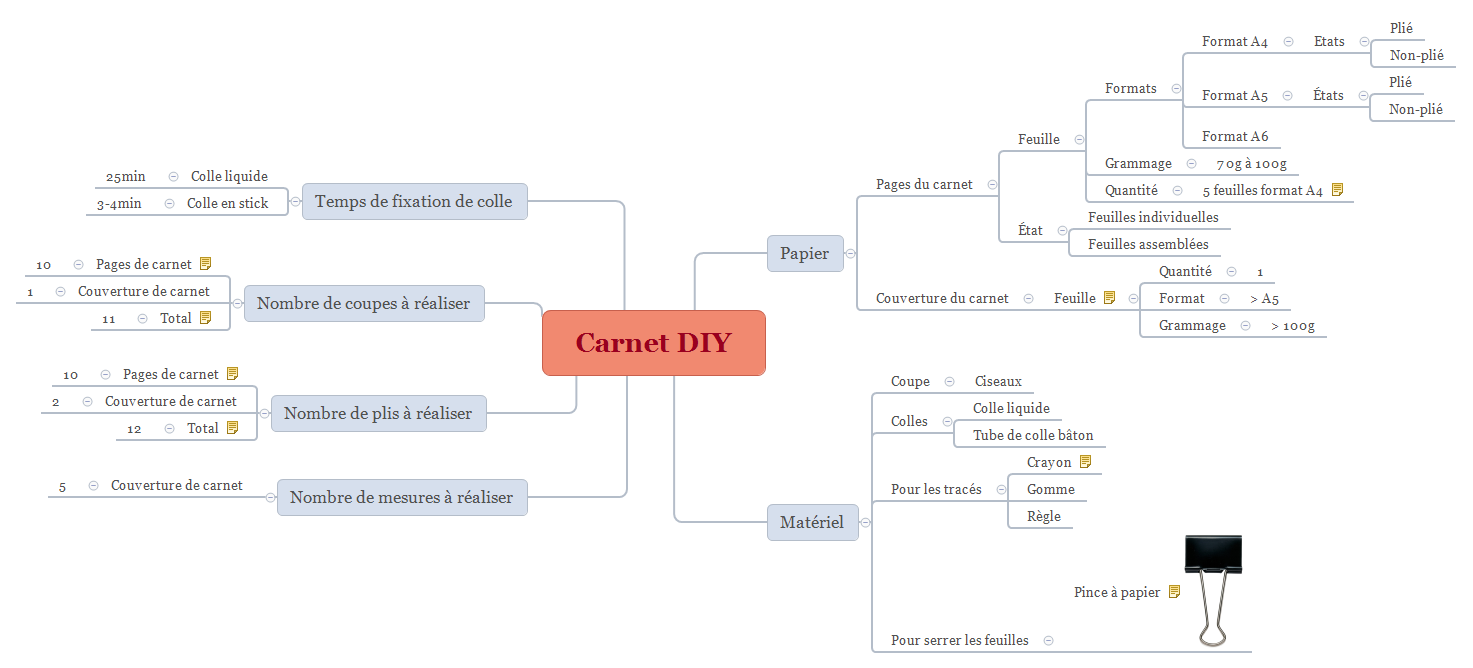 Carnet DIY
Temps de fixation de colle
25min
Colle liquide
3-4min
Colle en stick
Nombre de coupes à réaliser
10
Pages de carnet
1
Couverture de carnet
11
Total
Nombre de plis à réaliser
10
Pages de carnet
2
Couverture de carnet
12
Total
Nombre de mesures à réaliser
5
Couverture de carnet
Papier
Pages du carnet
Feuille
Formats
Format A4
Etats
Plié
Non-plié
Format A5
États
Plié
Non-plié
Format A6
Grammage
70g à 100g
Quantité
5 feuilles format A4
État
Feuilles individuelles
Feuilles assemblées
Couverture du carnet
Feuille
Quantité
1
Format
> A5
Grammage
> 100g
Matériel
Coupe
Ciseaux
Colles
Colle liquide
Tube de colle bâton
Pour les tracés
Crayon
Gomme
Règle
Pour serrer les feuilles
Pince à papier